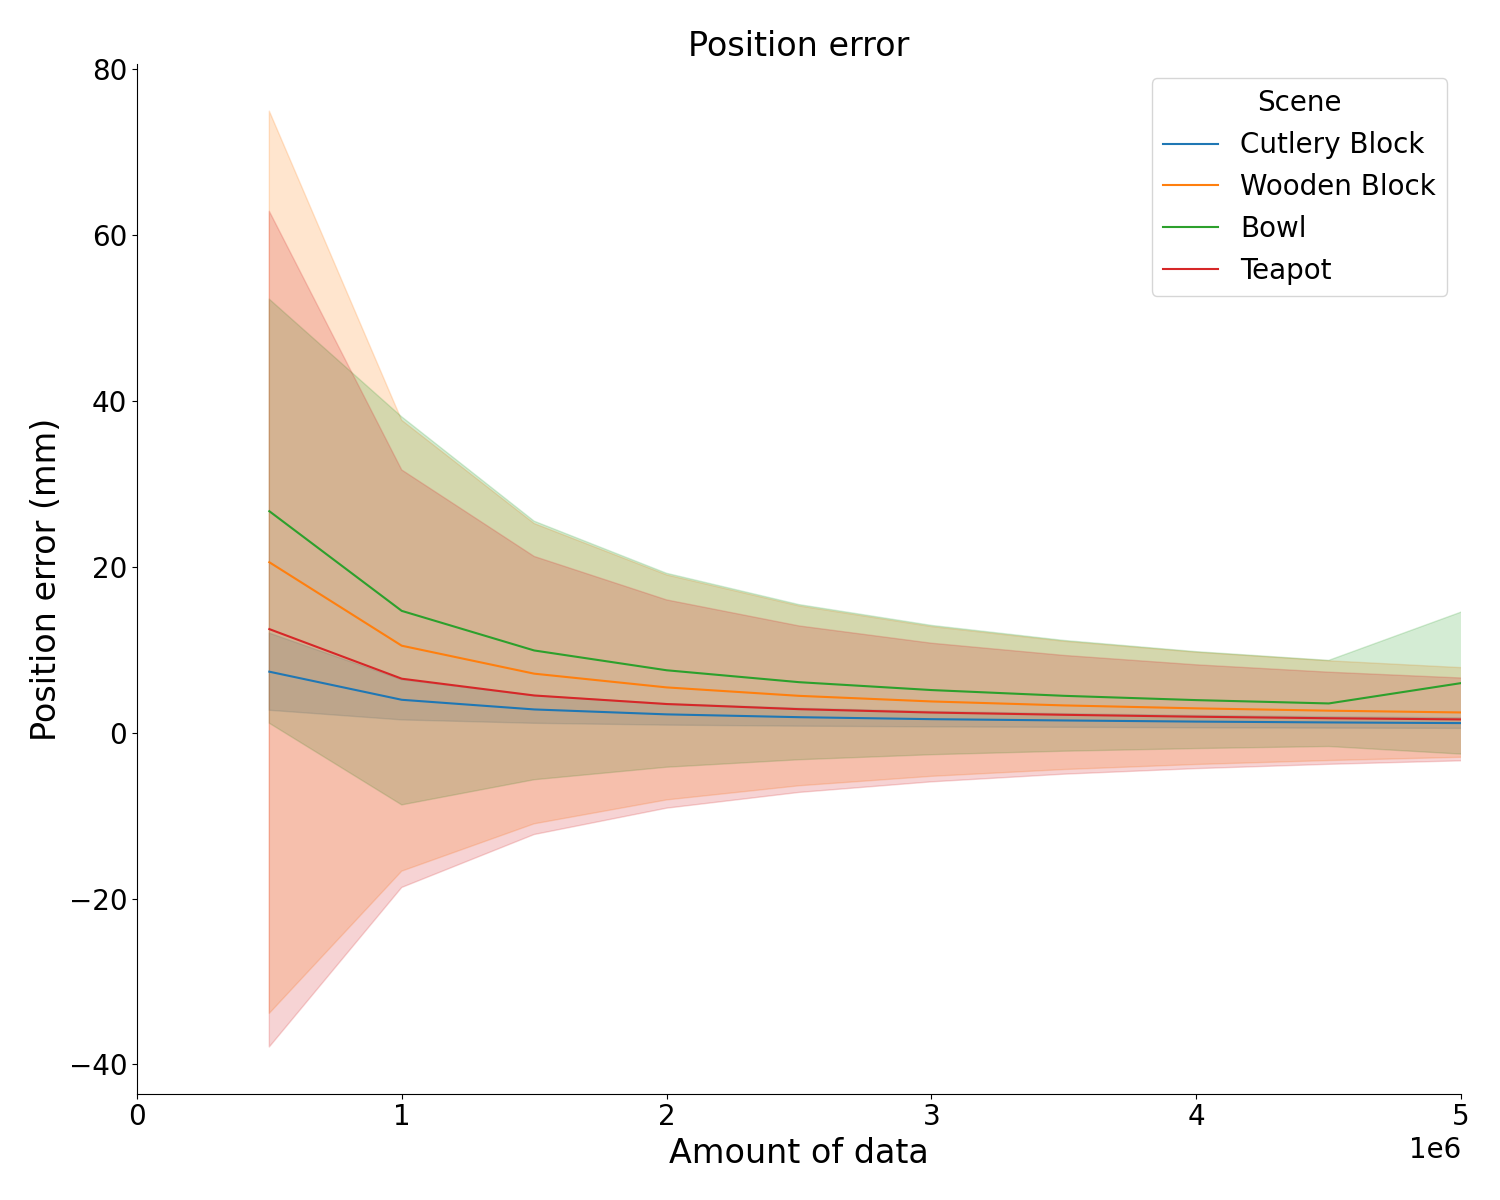 Position error
80
60
40
20
0
−20
−40
Position error (mm)
Scene
Cutlery Block
Wooden Block
Bowl
Teapot
0 1 2 3 4 5
1e6
Amount of data